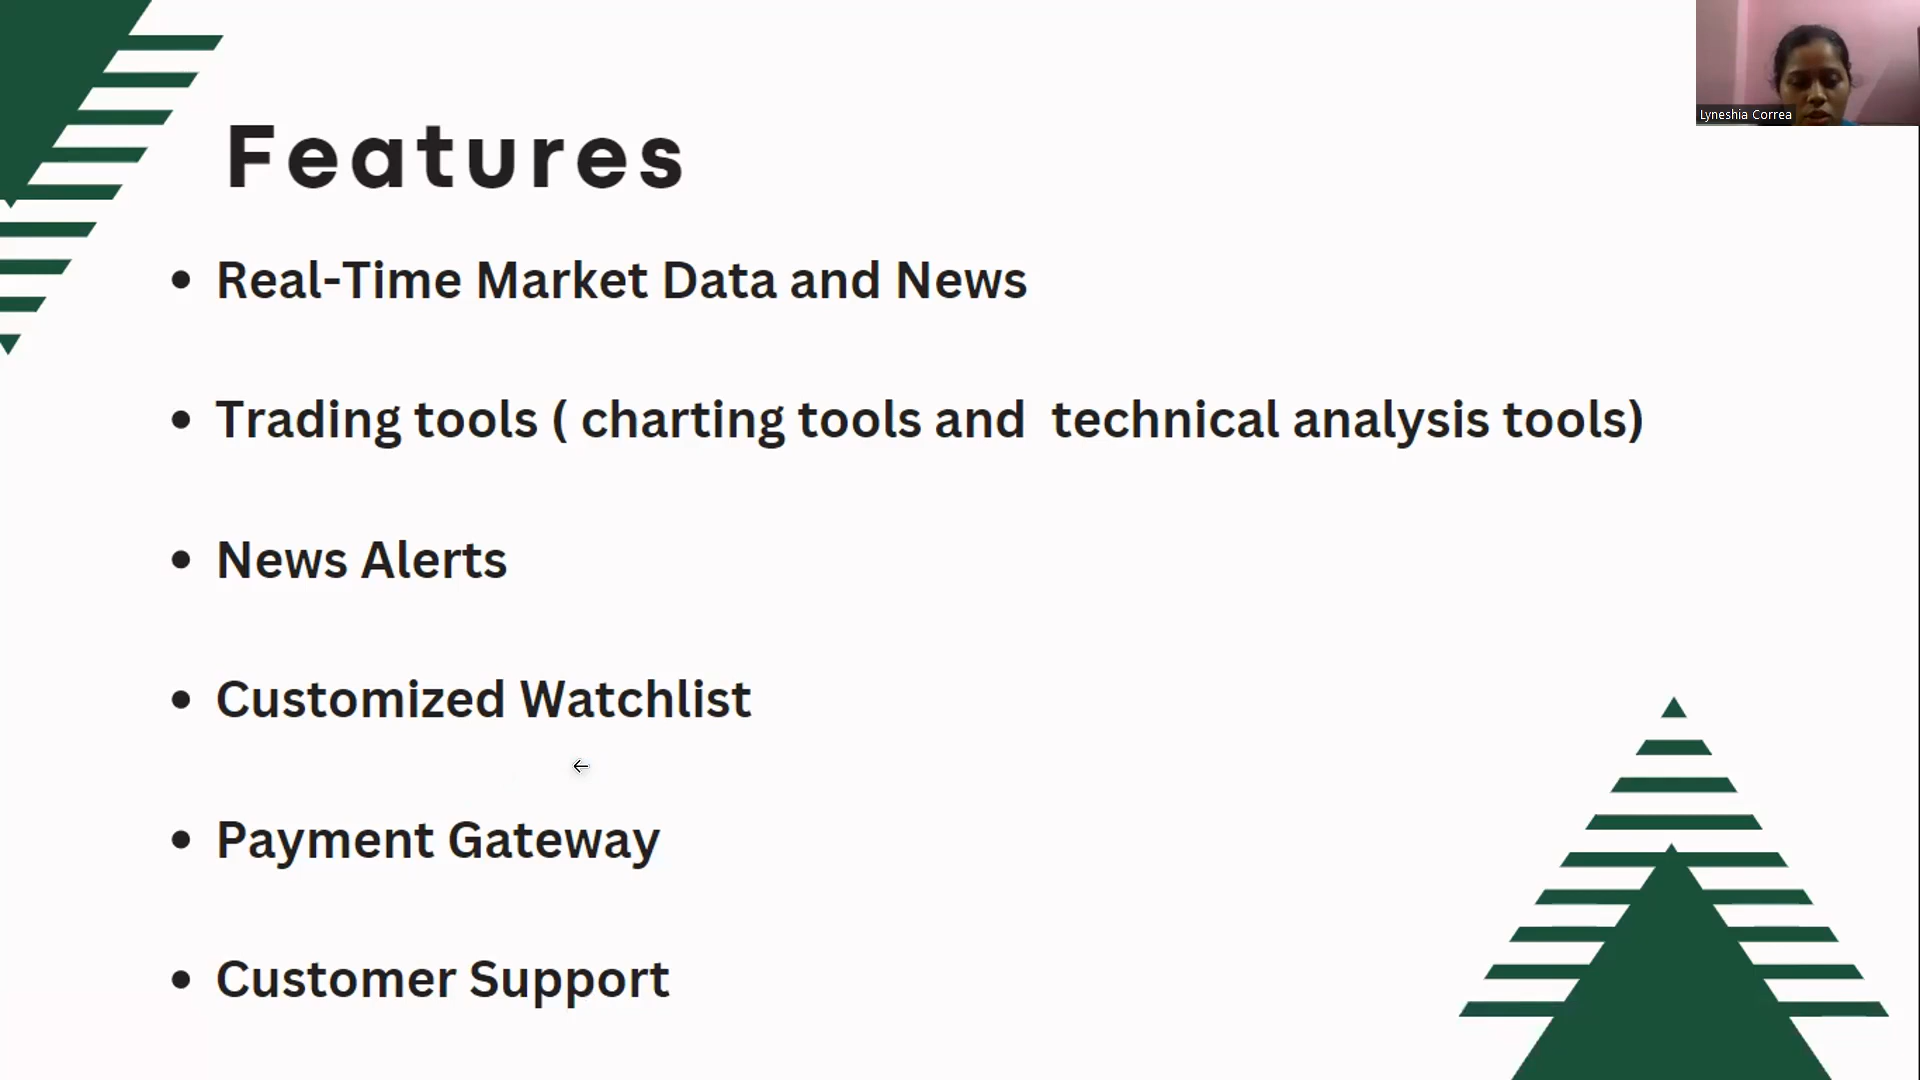 Lyneshia Correa
Features
• Real-Time Market Data and News
• Trading tools ( charting tools and  technical analysis tools)
• News Alerts
• Customized Watchlist
• Payment Gateway
• Customer Support